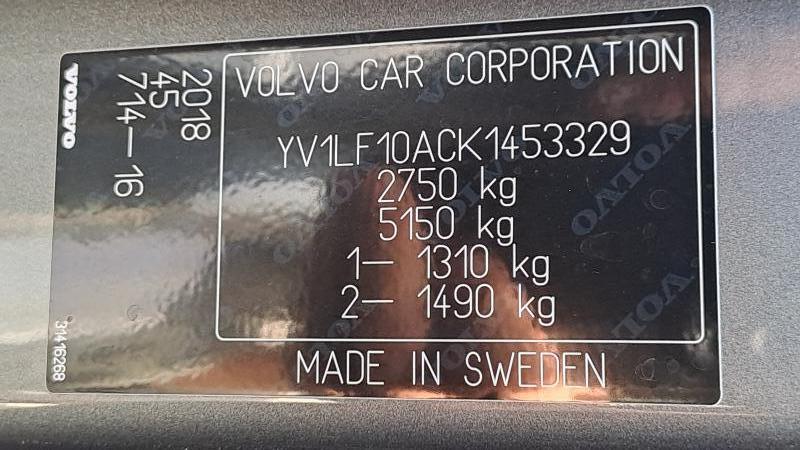 VOLVO
2018
45
714-16
VOLVO CAR CORPORATION
YV1LF10ACK1453329
2750 kg
5150 kg
1- 1310 kg
2- 1490 kg
MADE IN SWEDEN
31416268